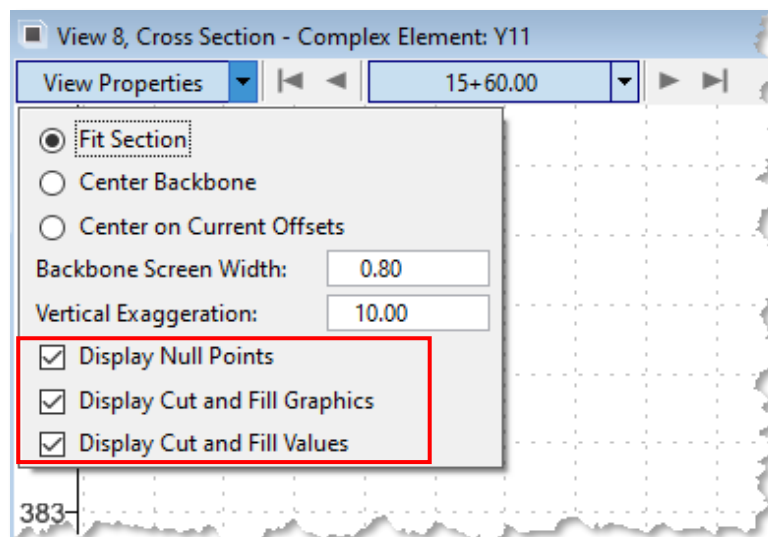 View 8, Cross Section - Complex Element: Y11
View Properties 15+60.00
Fit Section
Center Backbone
Center on Current Offsets
Backbone Screen Width: 0.80
Vertical Exaggeration: 10.00
Display Null Points
Display Cut and Fill Graphics
Display Cut and Fill Values
383